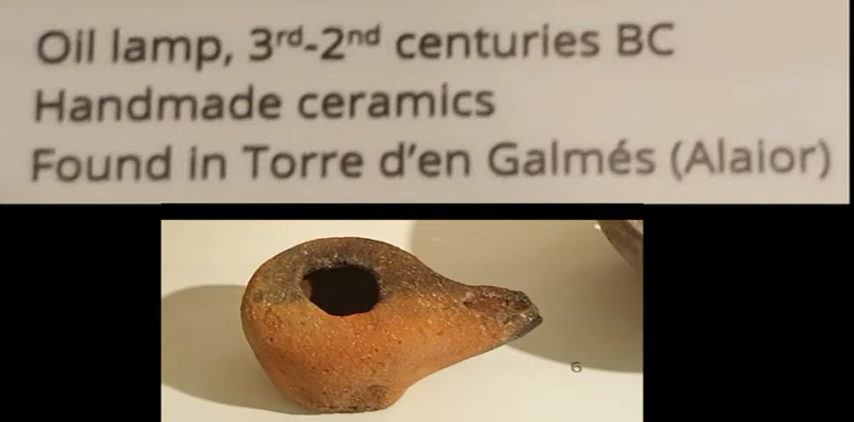 Oil lamp, 3rd-2nd centuries BC
Handmade ceramics
Found in Torre d'en Galmés (Alaior)
6